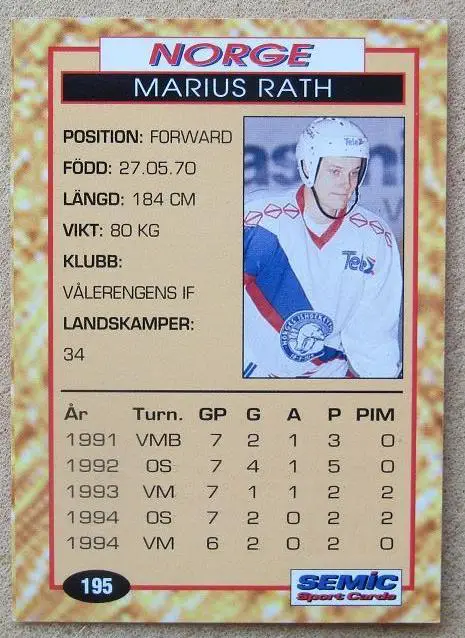 NORGE
MARIUS RATH
POSITION: FORWARD
FÖDD: 27.05.70
LÄNGD: 184 CM
VIKT: 80 KG
KLUBB:
VÅLERENGENS IF
LANDSKAMPER:
34
Tele
Tele
År Turn. GP G A P PIM
1991 VMB 7 2 1 3 0
1992 OS 7 4 1 5 0
1993 VM 7 1 1 2 2
1994 OS 7 2 0 2 2
1994 VM 6 2 0 2 0
195
SEMIC
Sport Cards